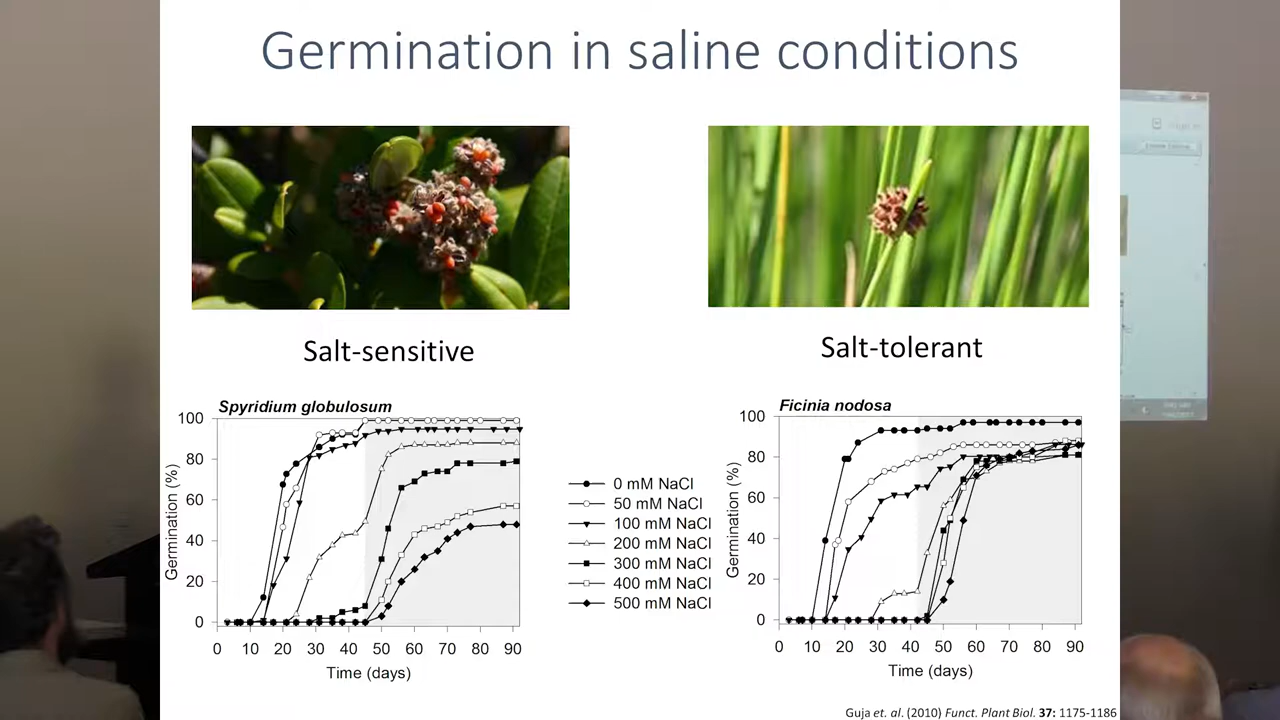 Germination in saline conditions
Salt-sensitive
Salt-tolerant
Spyridium globulosum
Germination (%)
100
80
60
40
20
0
0 10 20 30 40 50 60 70 80 90
Time (days)
0 mM NaCl
50 mM NaCl
100 mM NaCl
200 mM NaCl
300 mM NaCl
400 mM NaCl
500 mM NaCl
Ficinia nodosa
Germination (%)
100
80
60
40
20
0
0 10 20 30 40 50 60 70 80 90
Time (days)
Guja et. al. (2010) Funct. Plant Biol. 37: 1175-1186